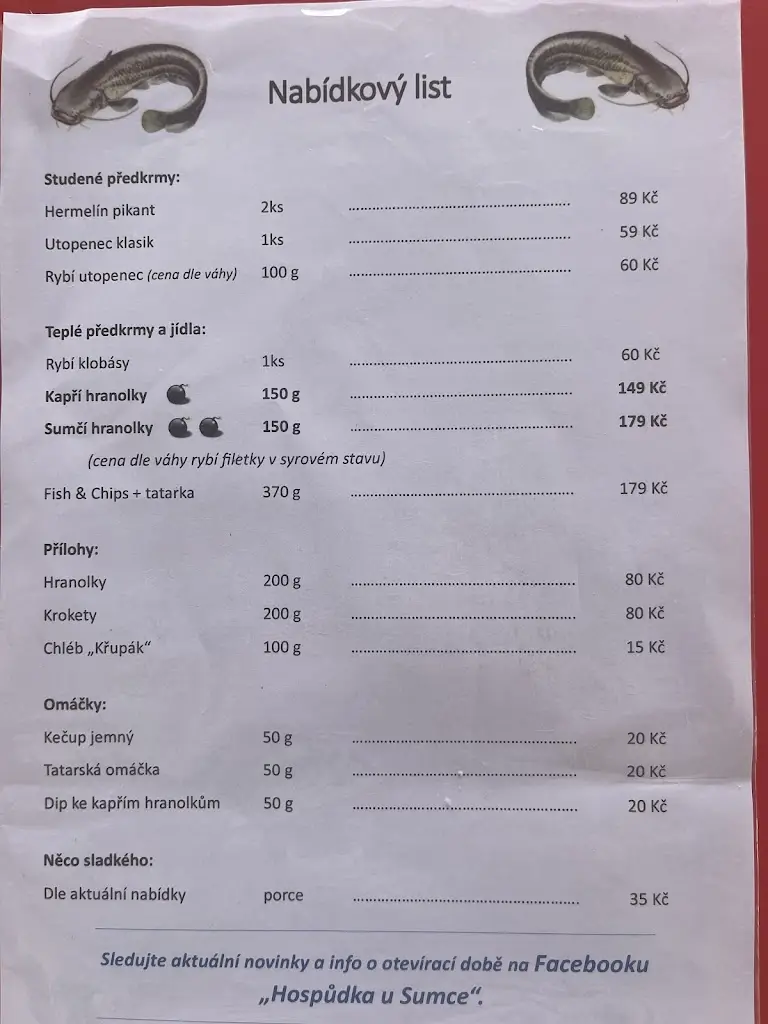 Nabídkový list
Studené předkrmy:
Hermelín pikant 2ks ........................................................ 89 Kč
Utopenec klasik 1ks ........................................................ 59 Kč
Rybí utopenec (cena dle váhy) 100 g ........................................................ 60 Kč
Teplé předkrmy a jídla:
Rybí klobásy 1ks ........................................................ 60 Kč
Kapří hranolky 150 g ........................................................ 149 Kč
Sumčí hranolky 150 g ........................................................ 179 Kč
(cena dle váhy rybí filetky v syrovém stavu)
Fish & Chips + tatarka 370 g ........................................................ 179 Kč
Přílohy:
Hranolky 200 g ........................................................ 80 Kč
Krokety 200 g ........................................................ 80 Kč
Chléb „Křupák“ 100 g ........................................................ 15 Kč
Omáčky:
Kečup jemný 50 g ........................................................ 20 Kč
Tatarská omáčka 50 g ........................................................ 20 Kč
Dip ke kapřím hranolkům 50 g ........................................................ 20 Kč
Něco sladkého:
Dle aktuální nabídky porce ........................................................ 35 Kč
Sledujte aktuální novinky a info o otevírací době na Facebooku
„Hospůdka u Sumce“.